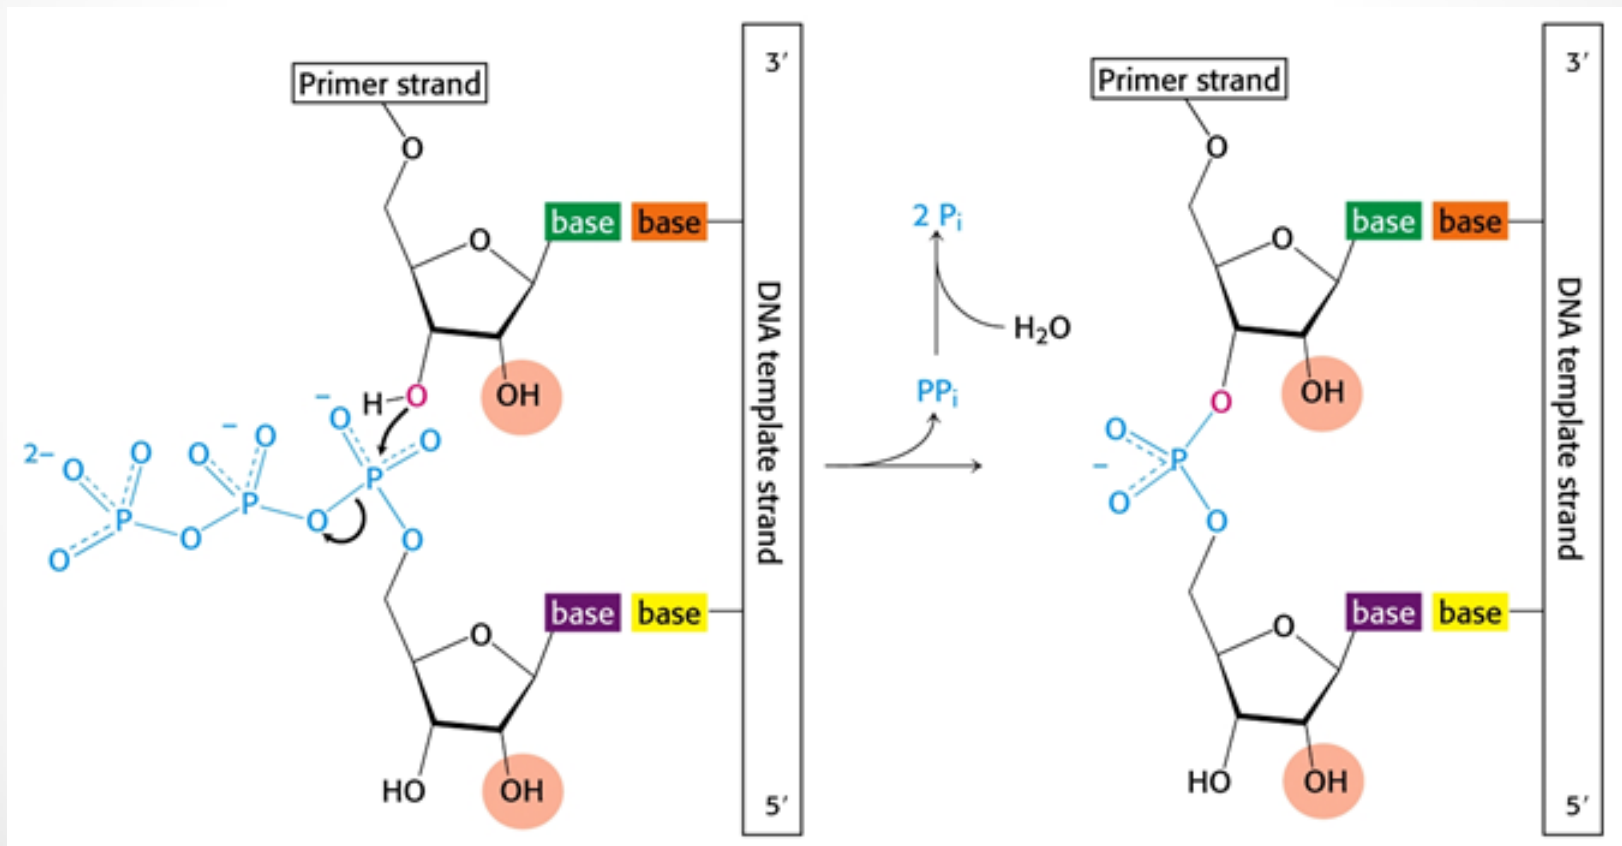 Primer strand
O
O
base base
H–O
OH
–
O
O
2–
O
O
O
–
O
P
P
P
O
O
O
O
O
base base
HO
OH
3′
DNA template strand
5′
2 Pi
H₂O
PPi
Primer strand
O
O
base base
O
OH
O
–
P
O
O
O
base base
HO
OH
3′
DNA template strand
5′